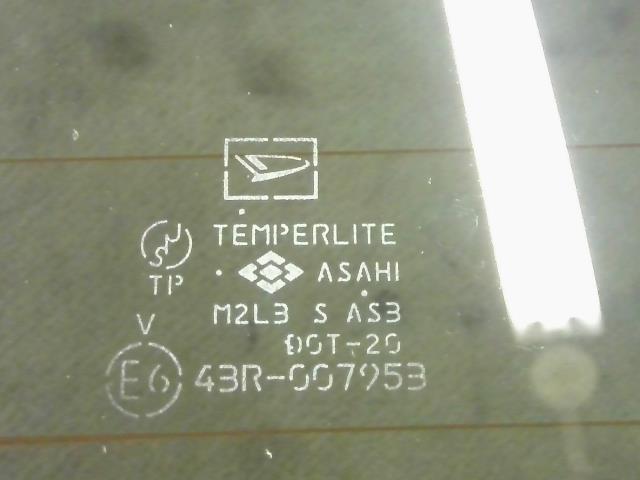 TEMPERLITE
TP
ASAHI
M2L3 S AS3
V
DOT-20
E6 43R-007953